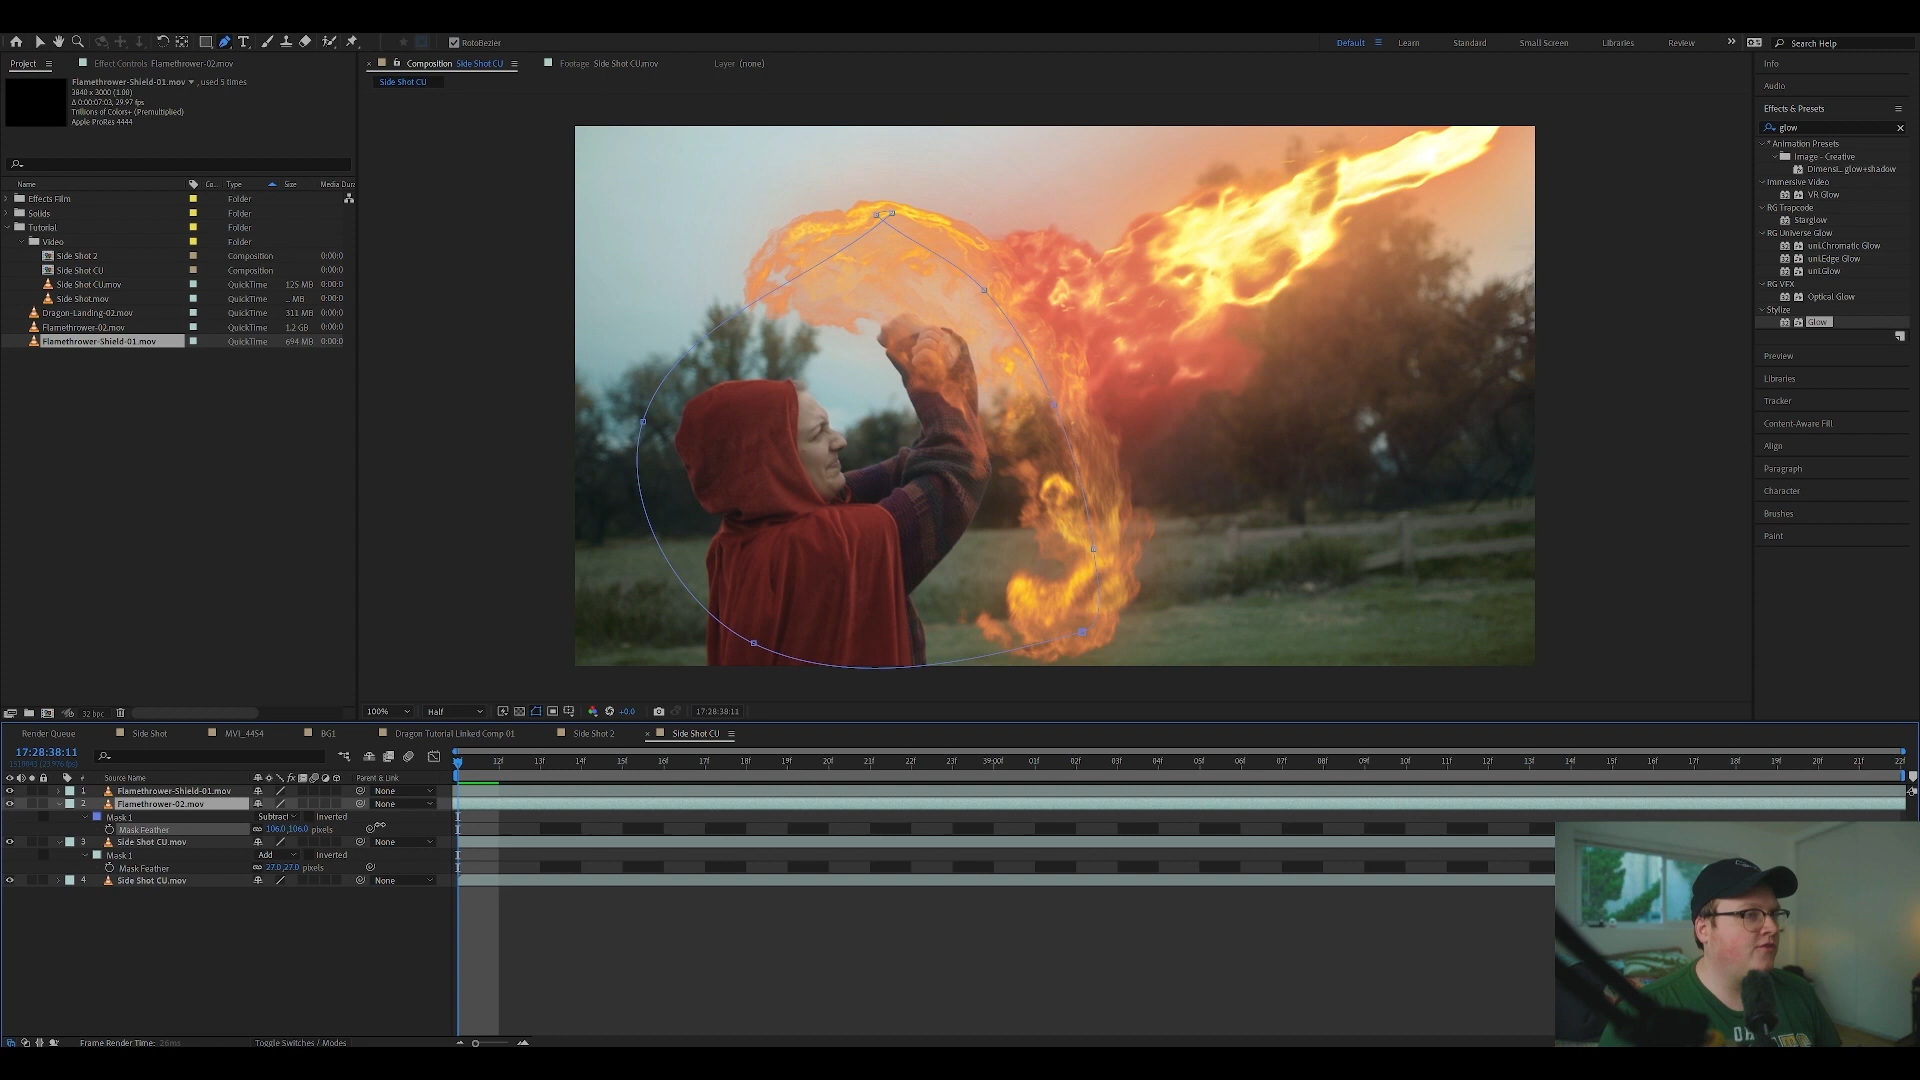 RotoBezier
Default
Learn
Standard
Small Screen
Libraries
Review
Search Help
Project
Effect Controls Flamethrower-02.mov
Composition Side Shot CU
Footage Side Shot CU.mov
Layer (none)
Side Shot CU
Flamethrower-Shield-01.mov , used 5 times
3840 x 3000 (1.00)
Δ 0:00:07:03, 29.97 fps
Trillions of Colors+ (Premultiplied)
Apple ProRes 4444
Name
Co...
Type
Size
Media Dura
Effects Film Folder
Solids Folder
Tutorial Folder
Video Folder
Side Shot 2 Composition 0:00:0
Side Shot CU Composition 0:00:0
Side Shot CU.mov QuickTime 125 MB 0:00:0
Side Shot.mov QuickTime ... MB 0:00:0
Dragon-Landing-02.mov QuickTime 311 MB 0:00:0
Flamethrower-02.mov QuickTime 1.2 GB 0:00:0
Flamethrower-Shield-01.mov QuickTime 694 MB 0:00:0
32 bpc
100%
Half
+0.0
17:28:38:11
Info
Audio
Effects & Presets
glow
* Animation Presets
Image - Creative
Dimensi...glow+shadow
Immersive Video
VR Glow
RG Trapcode
Starglow
RG Universe Glow
uni.Chromatic Glow
uni.Edge Glow
uni.Glow
RG VFX
Optical Glow
Stylize
Glow
Preview
Libraries
Tracker
Content-Aware Fill
Align
Paragraph
Character
Brushes
Paint
Render Queue
Side Shot
MVI_4454
BG1
Dragon Tutorial Linked Comp 01
Side Shot 2
Side Shot CU
17:28:38:11
12f 13f 14f 15f 16f 17f 18f 19f 20f 21f 22f 23f 39:00f 01f 02f 03f 04f 05f 06f 07f 08f 09f 10f 11f 12f 13f 14f 15f 16f 17f 18f 19f 20f 21f 22f
Source Name
Parent & Link
1 Flamethrower-Shield-01.mov None
2 Flamethrower-02.mov None
Mask 1 Subtract Inverted
Mask Feather 106.0,106.0 pixels
3 Side Shot CU.mov None
Mask 1 Add Inverted
Mask Feather 27.0,27.0 pixels
4 Side Shot CU.mov None
Frame Render Time: 26ms
Toggle Switches / Modes